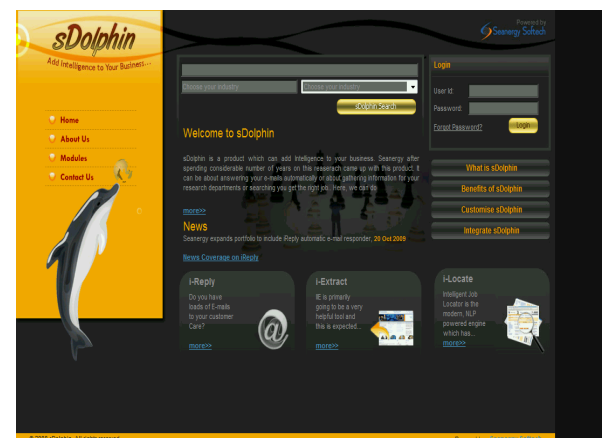 sDolphin
Add Intelligence to Your Business...
Powered by
Seanergy Softech
Home
About Us
Modules
Contact Us
Choose your industry
Choose your industry
sDolphin Search
Login
User Id:
Password:
Forgot Password?
Login
Welcome to sDolphin
sDolphin is a product which can add Intelligence to your business. Seanergy after
spending considerable number of years on this reaserach came up with this product. It
can be about answering your e-mails automatically or about gathering information for your
research departments or searching you get the right job. Here, we can do
more>>
News
Seanergy expands portfolio to include iReply automatic e-mail responder, 20 Oct 2009
News Coverage on iReply
What is sDolphin
Benefits of sDolphin
Customise sDolphin
Integrate sDolphin
i-Reply
Do you have
loads of E-mails
to your customer
Care?
more>>
i-Extract
IE is primarily
going to be a very
helpful tool and
this is expected...
more>>
i-Locate
Intelligent Job
Locator is the
modern, NLP
powered engine
which has...
more>>